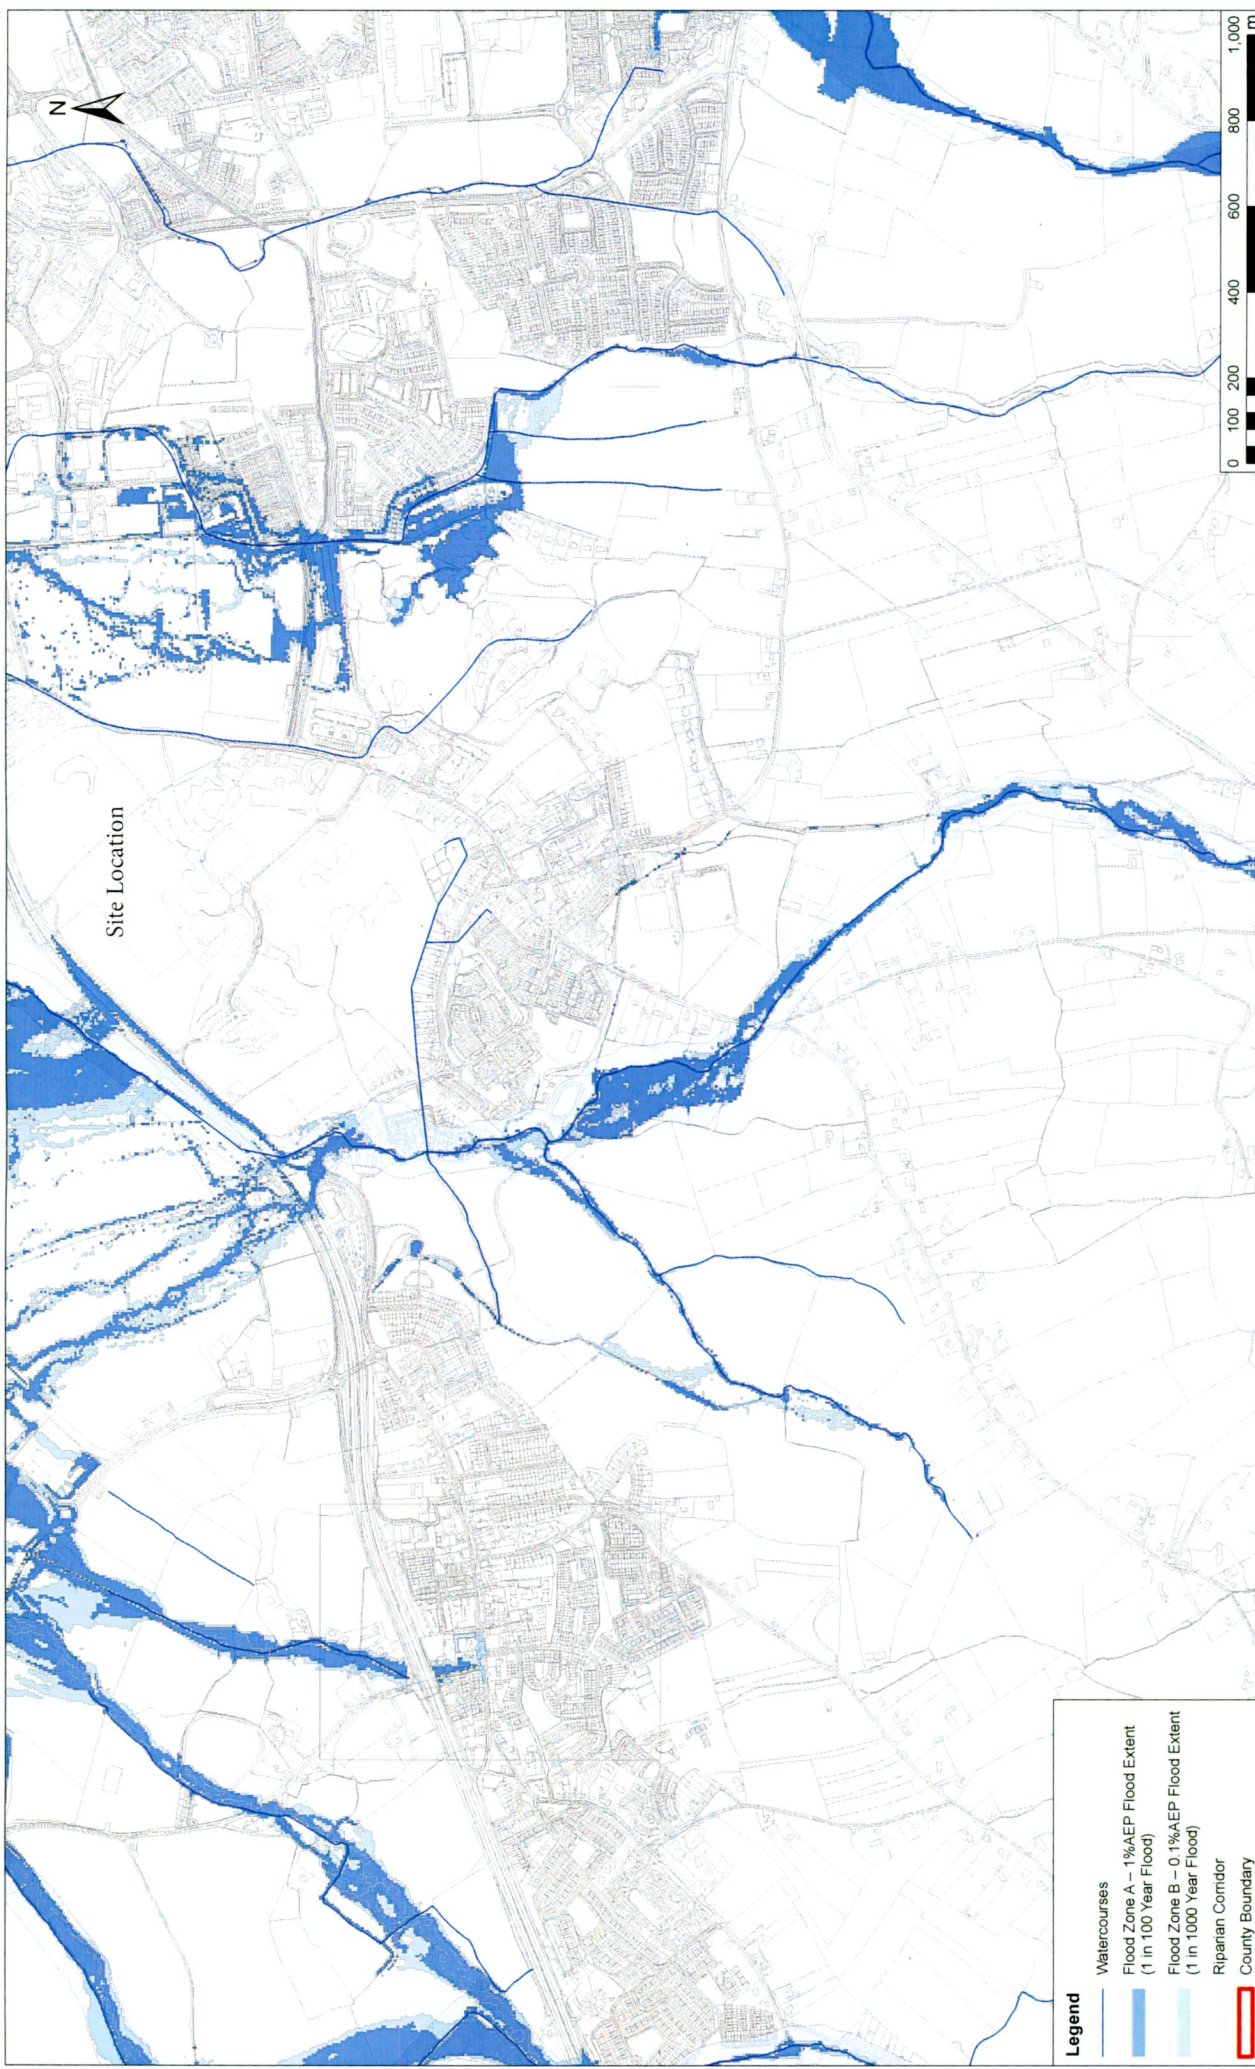 N
Site Location
Legend
Watercourses
Flood Zone A – 1%AEP Flood Extent
(1 in 100 Year Flood)
Flood Zone B – 0.1%AEP Flood Extent
(1 in 1000 Year Flood)
Riparian Corridor
County Boundary
0 100 200 400 600 800 1,000
m